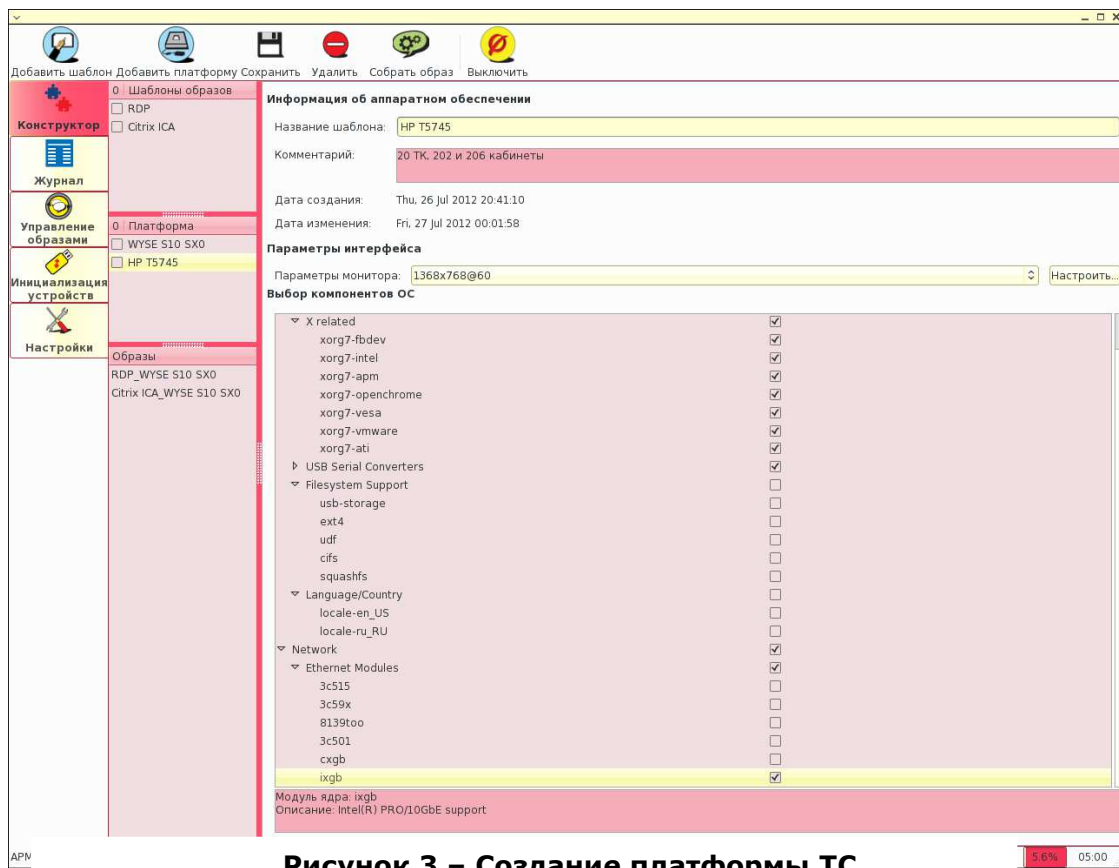 Добавить шаблон Добавить платформу Сохранить Удалить Собрать образ Выключить
Конструктор
Журнал
Управление
образами
Инициализация
устройств
Настройки
0 Шаблоны образов
RDP
Citrix ICA
0 Платформа
WYSE S10 SX0
HP T5745
Образы
RDP_WYSE S10 SX0
Citrix ICA_WYSE S10 SX0
Информация об аппаратном обеспечении
Название шаблона: HP T5745
Комментарий: 20 ТК, 202 и 206 кабинеты
Дата создания: Thu, 26 Jul 2012 20:41:10
Дата изменения: Fri, 27 Jul 2012 00:01:58
Параметры интерфейса
Параметры монитора: 1368x768@60 Настроить...
Выбор компонентов ОС
X related
xorg7-fbdev
xorg7-intel
xorg7-apm
xorg7-openchrome
xorg7-vesa
xorg7-vmware
xorg7-ati
USB Serial Converters
Filesystem Support
usb-storage
ext4
udf
cifs
squashfs
Language/Country
locale-en_US
locale-ru_RU
Network
Ethernet Modules
3c515
3c59x
8139too
3c501
cxgb
ixgb
Модуль ядра: ixgb
Описание: Intel(R) PRO/10GbE support
Рисунок 3 – Создание платформы ТС
5.6% 05:00